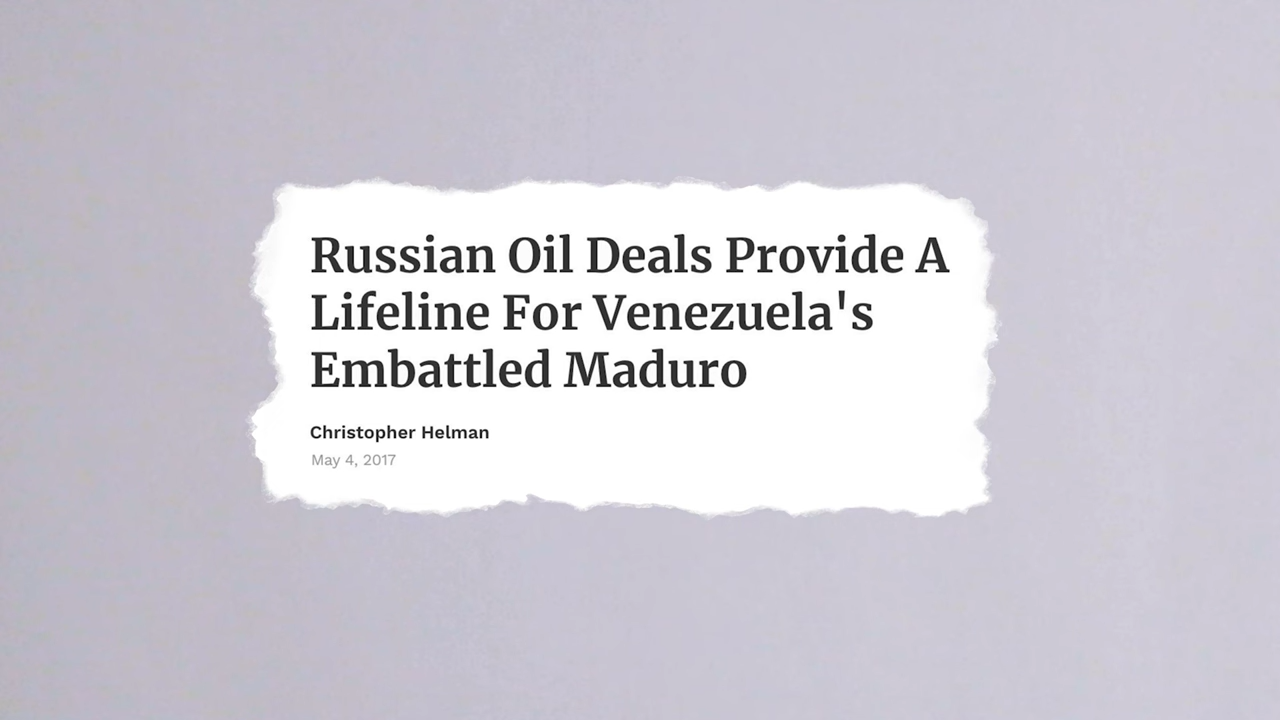 Russian Oil Deals Provide A
Lifeline For Venezuela's
Embattled Maduro
Christopher Helman
May 4, 2017